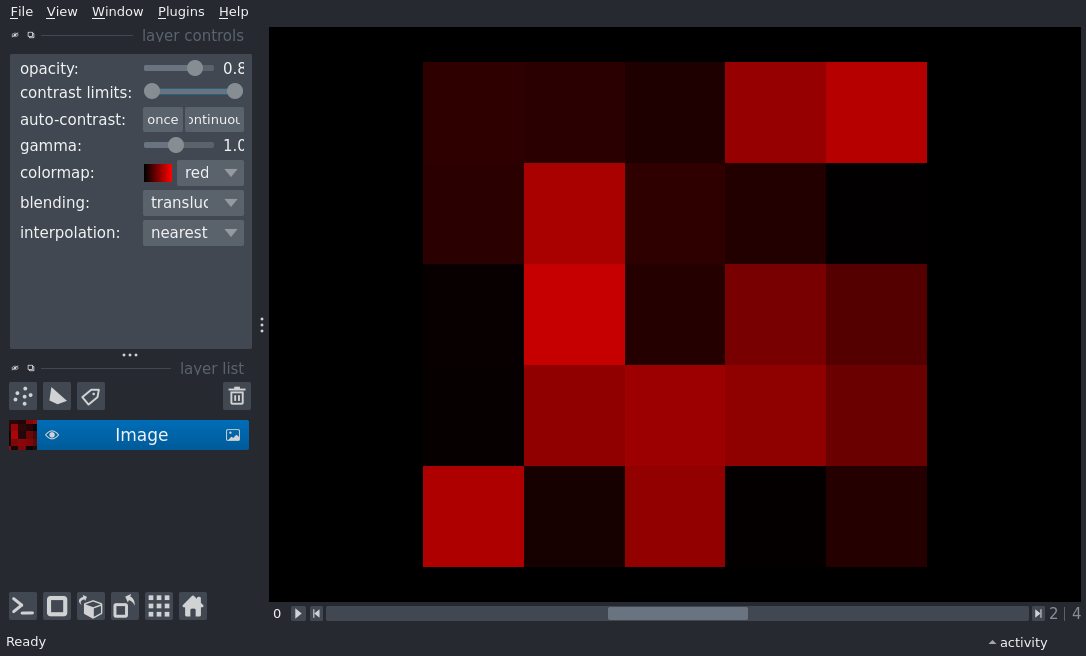 File View Window Plugins Help
layer controls
opacity: 0.8
contrast limits:
auto-contrast: once ontinuou
gamma: 1.0
colormap: red
blending: transluc
interpolation: nearest
layer list
Image
0 2 | 4
Ready activity